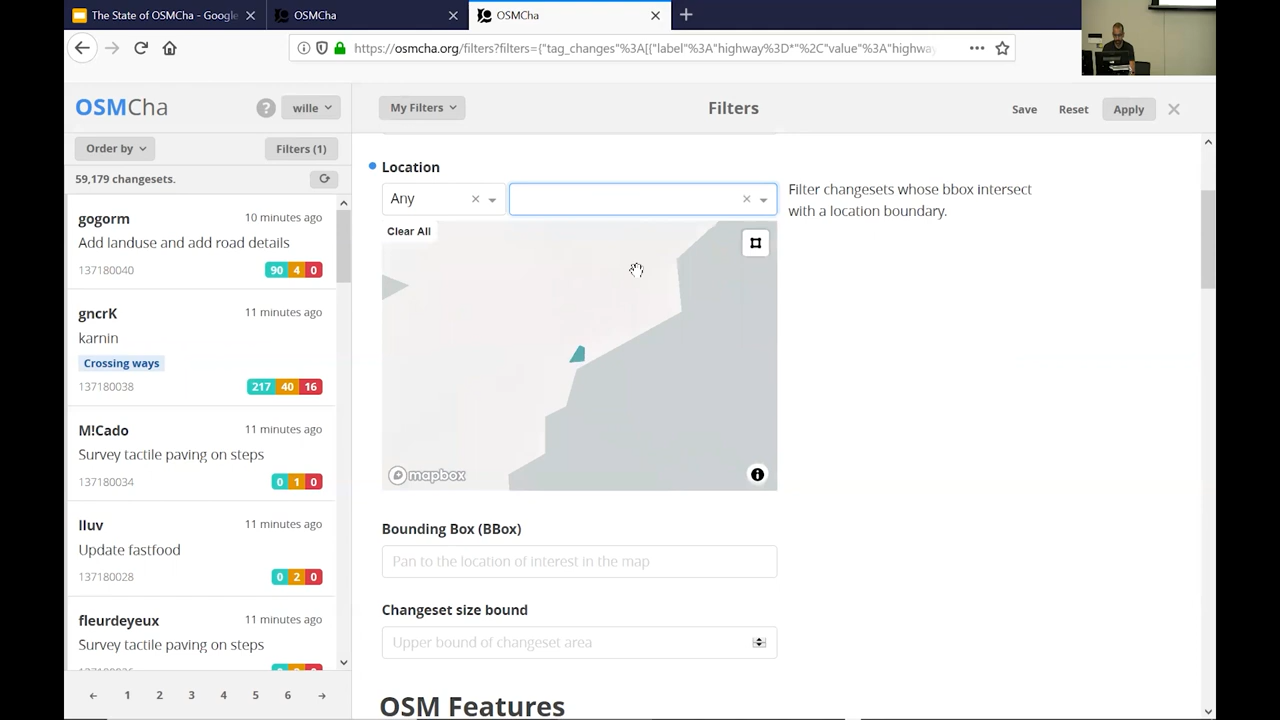 The State of OSMCha - Google
OSMCha
OSMCha
https://osmcha.org/filters?filters={"tag_changes"%3A[{"label"%3A"highway%3D*"%2C"value"%3A"highway
OSMCha
?
wille
My Filters
Filters
Save
Reset
Apply
Order by
Filters (1)
59,179 changesets.
gogorm
10 minutes ago
Add landuse and add road details
137180040
90 4 0
gncrK
11 minutes ago
karnin
Crossing ways
137180038
217 40 16
M!Cado
11 minutes ago
Survey tactile paving on steps
137180034
0 1 0
lluv
11 minutes ago
Update fastfood
137180028
0 2 0
fleurdeyeux
11 minutes ago
Survey tactile paving on steps
1 2 3 4 5 6
Location
Any
Filter changesets whose bbox intersect
with a location boundary.
Clear All
mapbox
Bounding Box (BBox)
Pan to the location of interest in the map
Changeset size bound
Upper bound of changeset area
OSM Features